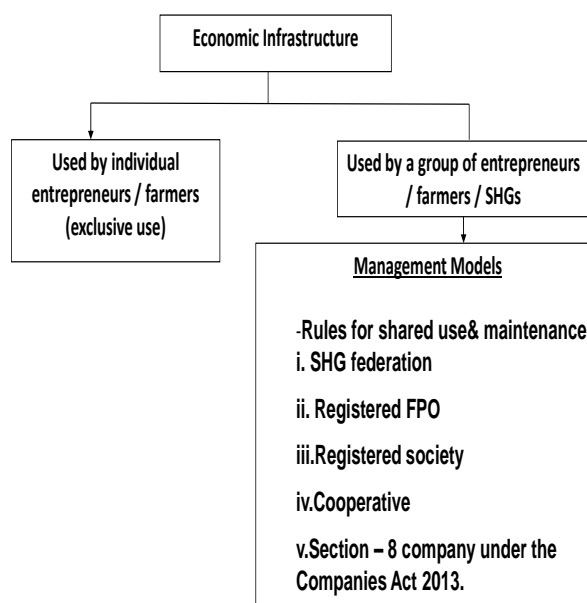 Economic Infrastructure
Used by individual
entrepreneurs / farmers
(exclusive use)
Used by a group of entrepreneurs
/ farmers / SHGs
Management Models
-Rules for shared use& maintenance
i. SHG federation
ii. Registered FPO
iii.Registered society
iv.Cooperative
v.Section – 8 company under the
Companies Act 2013.